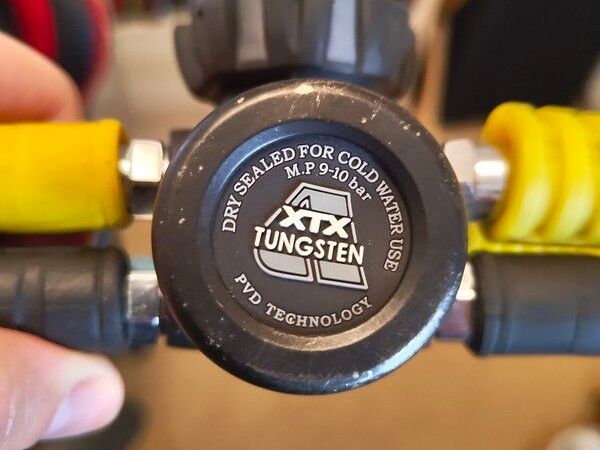 DRY SEALED FOR COLD WATER USE
M.P 9-10 bar
XTX
TUNGSTEN
PVD TECHNOLOGY